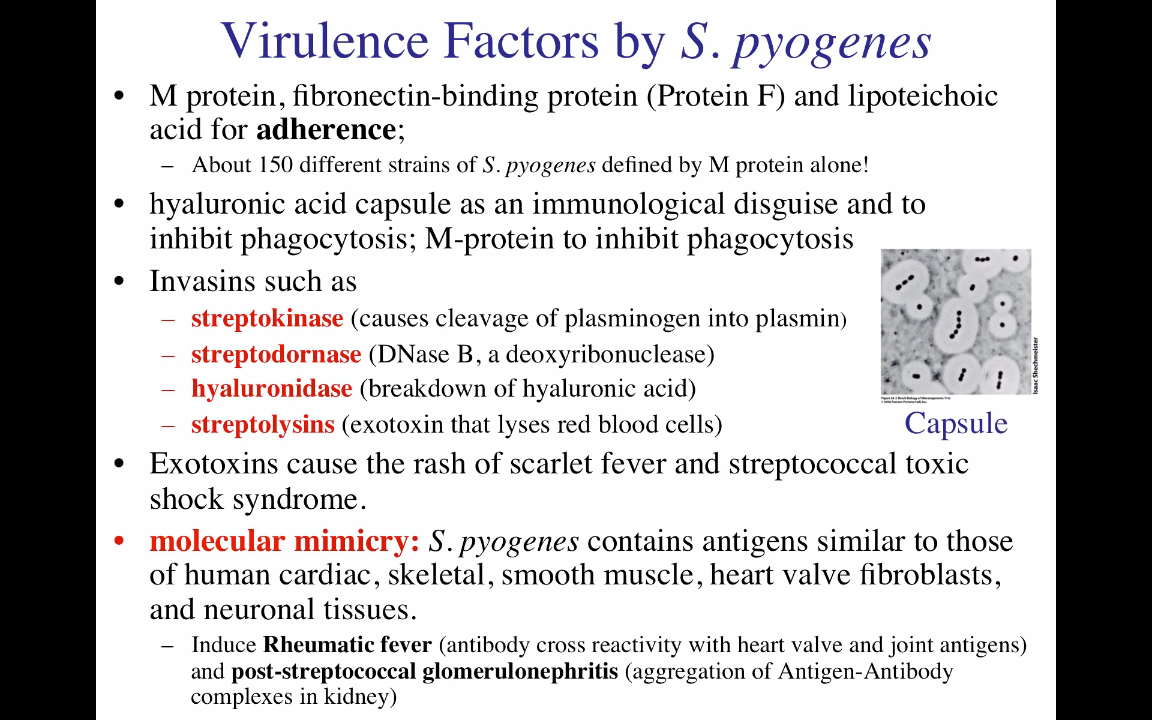 Virulence Factors by S. pyogenes
• M protein, fibronectin-binding protein (Protein F) and lipoteichoic
acid for adherence;
– About 150 different strains of S. pyogenes defined by M protein alone!
• hyaluronic acid capsule as an immunological disguise and to
inhibit phagocytosis; M-protein to inhibit phagocytosis
• Invasins such as
– streptokinase (causes cleavage of plasminogen into plasmin)
– streptodornase (DNase B, a deoxyribonuclease)
– hyaluronidase (breakdown of hyaluronic acid)
– streptolysins (exotoxin that lyses red blood cells)
Isaac Shechmeister
Capsule
• Exotoxins cause the rash of scarlet fever and streptococcal toxic
shock syndrome.
• molecular mimicry: S. pyogenes contains antigens similar to those
of human cardiac, skeletal, smooth muscle, heart valve fibroblasts,
and neuronal tissues.
– Induce Rheumatic fever (antibody cross reactivity with heart valve and joint antigens)
and post-streptococcal glomerulonephritis (aggregation of Antigen-Antibody
complexes in kidney)